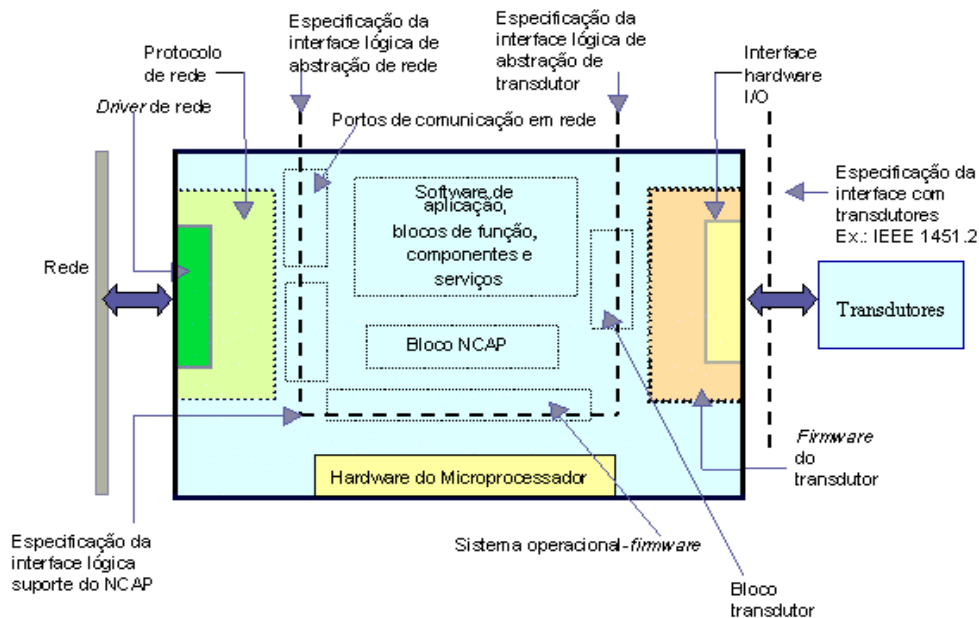 Especificação da
interface lógica de
abstração de rede
Especificação da
interface lógica de
abstração de
transdutor
Protocolo
de rede
Interface
hardware
I/O
Driver de rede
Portos de comunicação em rede
Especificação da
interface com
transdutores
Ex.: IEEE 1451.2
Software de
aplicação,
blocos de função,
componentes e
serviços
Rede
Transdutores
Bloco NCAP
Firmware
do
transdutor
Hardware do Microprocessador
Especificação da
interface lógica
suporte do NCAP
Sistema operacional-firmware
Bloco
transdutor